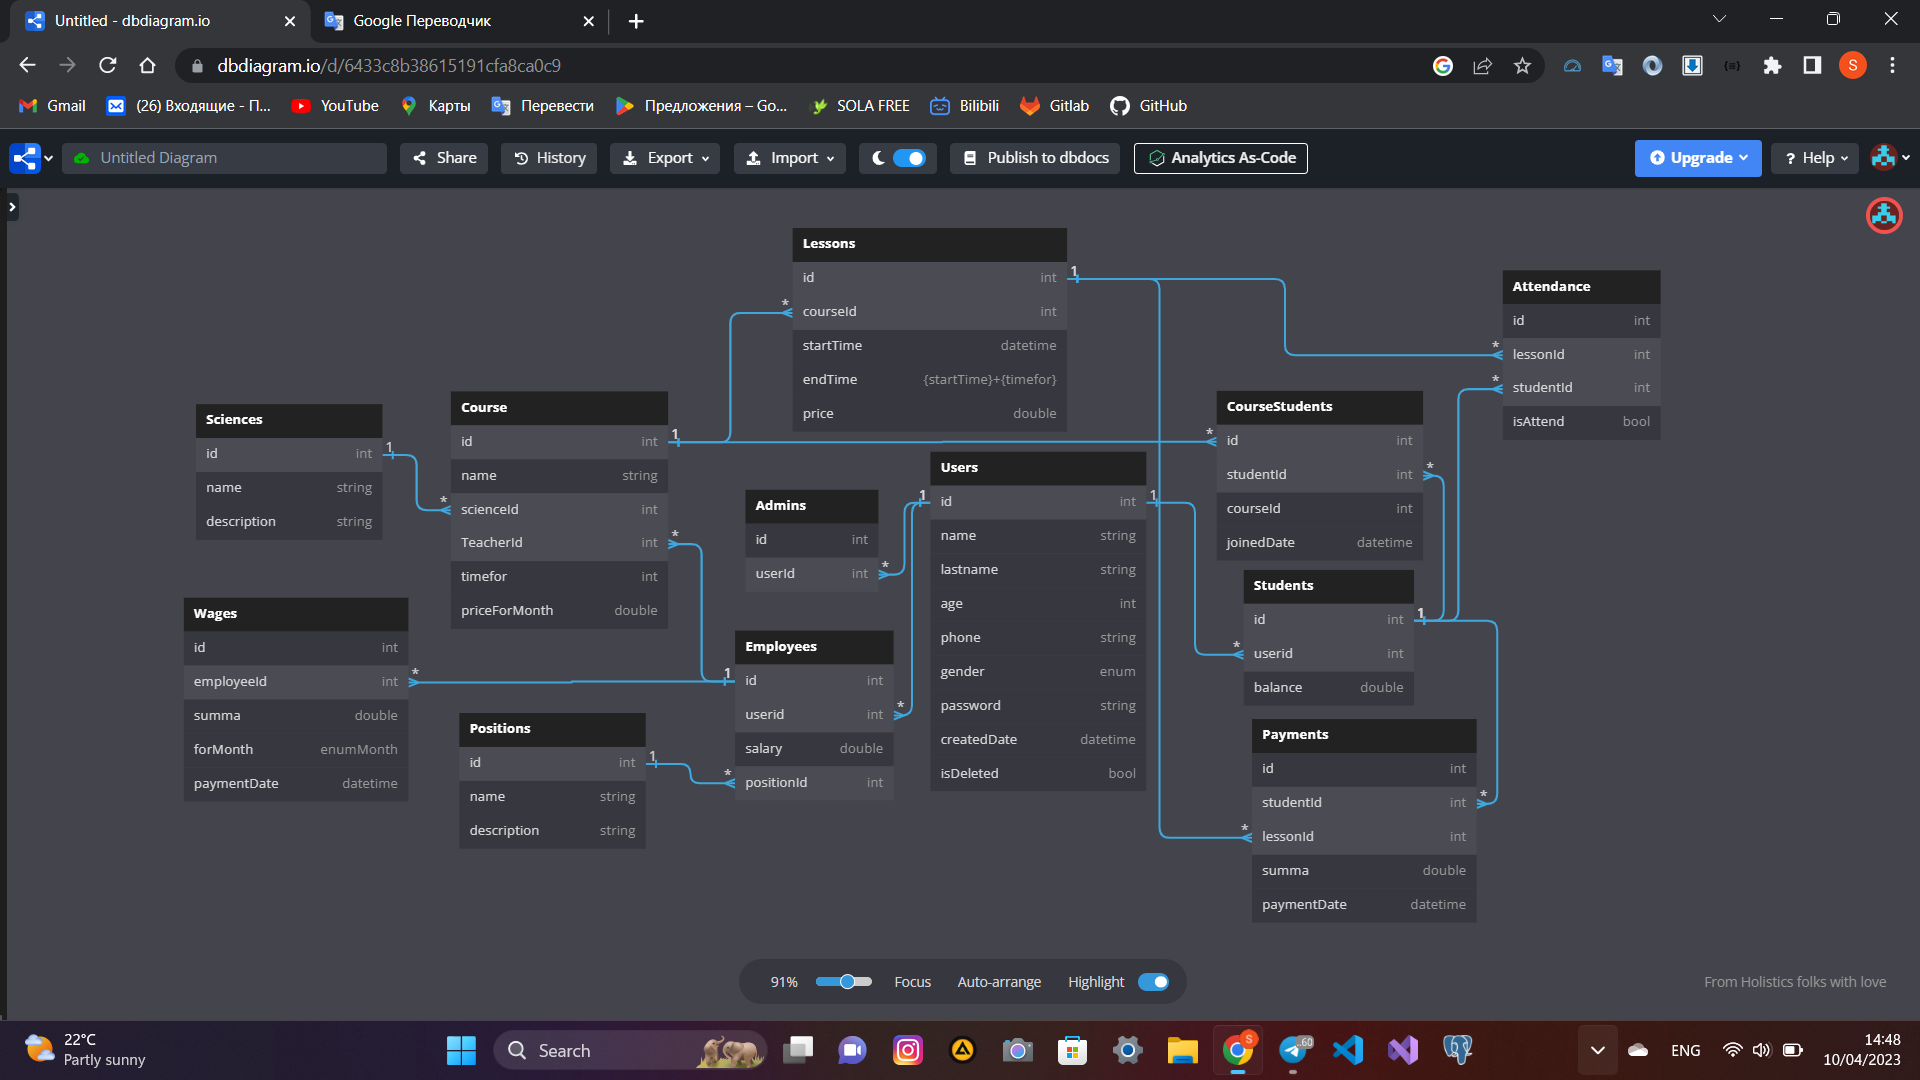 Untitled - dbdiagram.io
Google Переводчик
dbdiagram.io/d/6433c8b38615191cfa8ca0c9
S
Gmail
(26) Входящие - П...
YouTube
Карты
Перевести
Предложения – Go...
SOLA FREE
Bilibili
Gitlab
GitHub
Untitled Diagram
Share
History
Export
Import
Publish to dbdocs
Analytics As-Code
Upgrade
? Help
Lessons
id int
courseId int
startTime datetime
endTime {startTime}+{timefor}
price double
Attendance
id int
lessonId int
studentId int
isAttend bool
Sciences
id int
name string
description string
Course
id int
name string
scienceId int
TeacherId int
timefor int
priceForMonth double
CourseStudents
id int
studentId int
courseId int
joinedDate datetime
Admins
id int
userId int
Users
id int
name string
lastname string
age int
phone string
gender enum
password string
createdDate datetime
isDeleted bool
Students
id int
userid int
balance double
Wages
id int
employeeId int
summa double
forMonth enumMonth
paymentDate datetime
Employees
id int
userid int
salary double
positionId int
Positions
id int
name string
description string
Payments
id int
studentId int
lessonId int
summa double
paymentDate datetime
91%
Focus
Auto-arrange
Highlight
From Holistics folks with love
22°C
Partly sunny
Search
S
60
ENG
14:48
10/04/2023